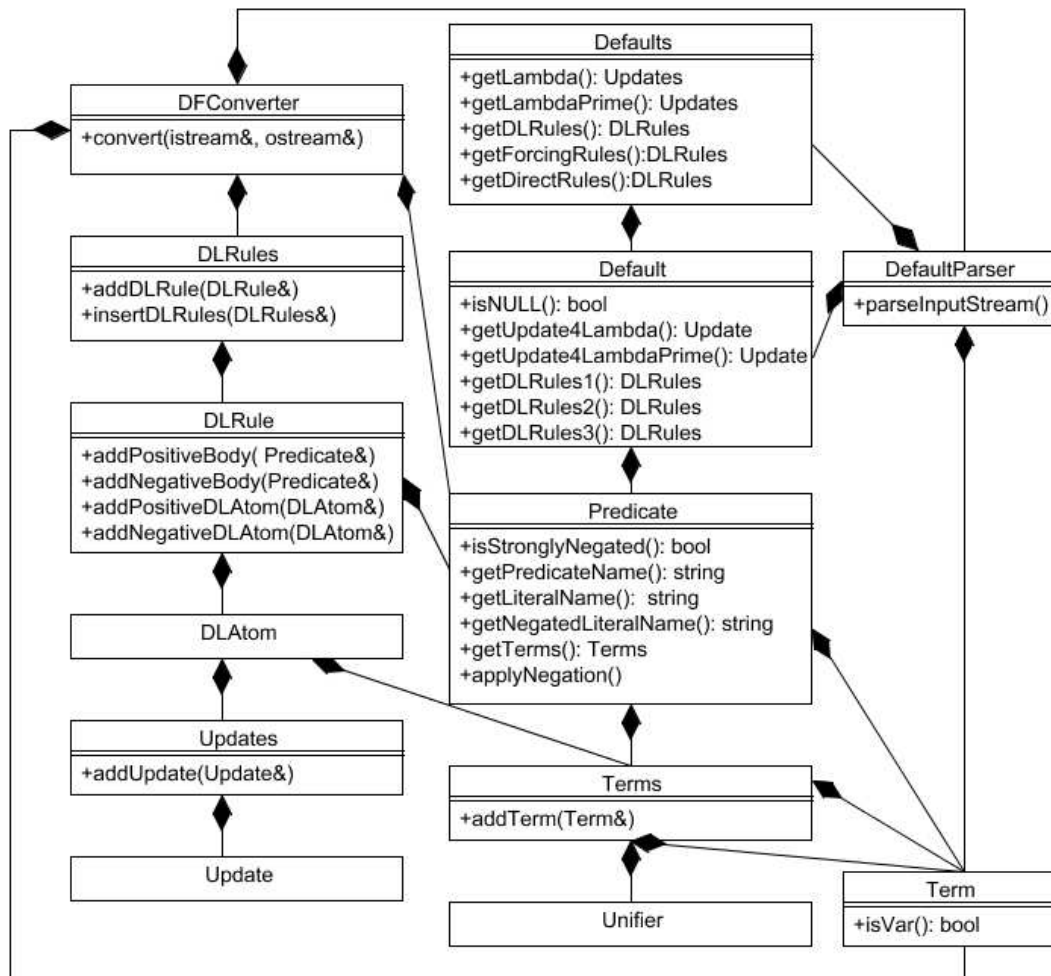 DFConverter
+convert(istream&, ostream&)
DLRules
+addDLRule(DLRule&)
+insertDLRules(DLRules&)
DLRule
+addPositiveBody( Predicate&)
+addNegativeBody(Predicate&)
+addPositiveDLAtom(DLAtom&)
+addNegativeDLAtom(DLAtom&)
DLAtom
Updates
+addUpdate(Update&)
Update
Defaults
+getLambda(): Updates
+getLambdaPrime(): Updates
+getDLRules(): DLRules
+getForcingRules():DLRules
+getDirectRules():DLRules
Default
+isNULL(): bool
+getUpdate4Lambda(): Update
+getUpdate4LambdaPrime(): Update
+getDLRules1(): DLRules
+getDLRules2(): DLRules
+getDLRules3(): DLRules
Predicate
+isStronglyNegated(): bool
+getPredicateName(): string
+getLiteralName(): string
+getNegatedLiteralName(): string
+getTerms(): Terms
+applyNegation()
Terms
+addTerm(Term&)
Unifier
DefaultParser
+parseInputStream()
Term
+isVar(): bool